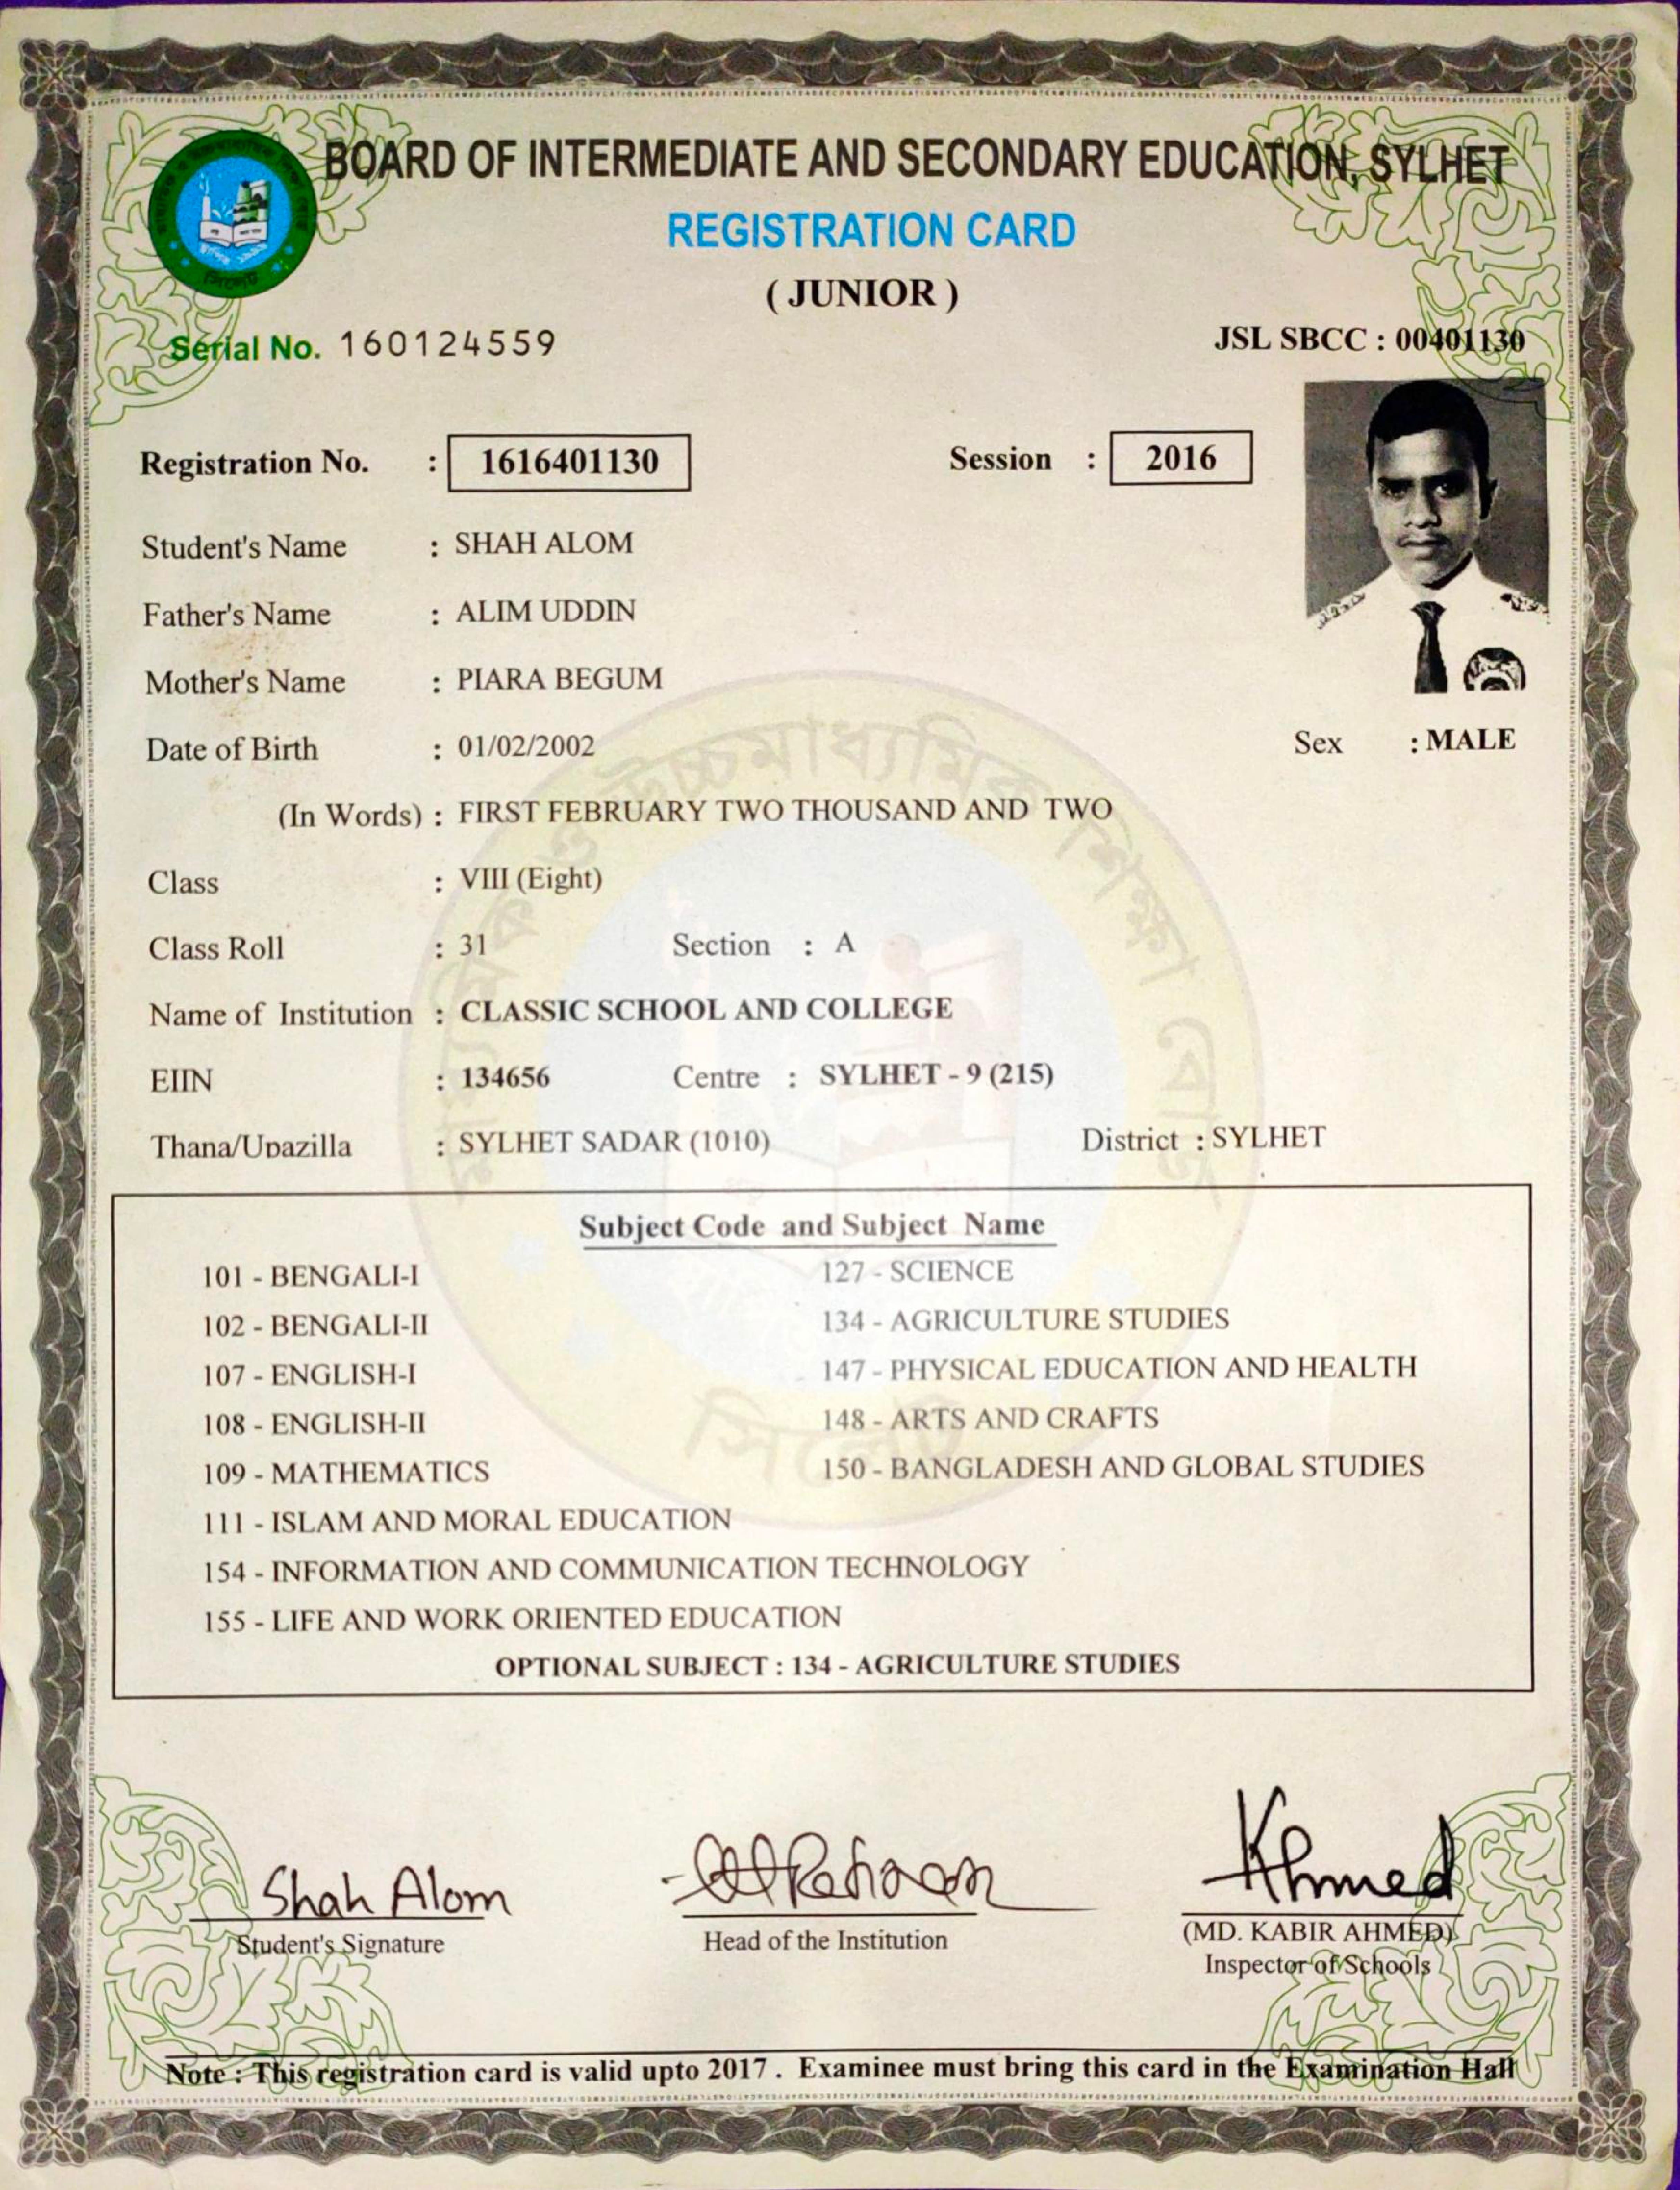 BOARD OF INTERMEDIATE AND SECONDARY EDUCATION, SYLHET
REGISTRATION CARD
( JUNIOR )
Serial No. 160124559
JSL SBCC : 00401130
Registration No. : 1616401130 Session : 2016
Student's Name : SHAH ALOM
Father's Name : ALIM UDDIN
Mother's Name : PIARA BEGUM
Date of Birth : 01/02/2002 Sex : MALE
(In Words) : FIRST FEBRUARY TWO THOUSAND AND TWO
Class : VIII (Eight)
Class Roll : 31 Section : A
Name of Institution : CLASSIC SCHOOL AND COLLEGE
EIIN : 134656 Centre : SYLHET - 9 (215)
Thana/Upazilla : SYLHET SADAR (1010) District : SYLHET
Subject Code and Subject Name
101 - BENGALI-I 127 - SCIENCE
102 - BENGALI-II 134 - AGRICULTURE STUDIES
107 - ENGLISH-I 147 - PHYSICAL EDUCATION AND HEALTH
108 - ENGLISH-II 148 - ARTS AND CRAFTS
109 - MATHEMATICS 150 - BANGLADESH AND GLOBAL STUDIES
111 - ISLAM AND MORAL EDUCATION
154 - INFORMATION AND COMMUNICATION TECHNOLOGY
155 - LIFE AND WORK ORIENTED EDUCATION
OPTIONAL SUBJECT : 134 - AGRICULTURE STUDIES
Shah Alom
Student's Signature
Head of the Institution
(MD. KABIR AHMED)
Inspector of Schools
Note : This registration card is valid upto 2017 . Examinee must bring this card in the Examination Hall